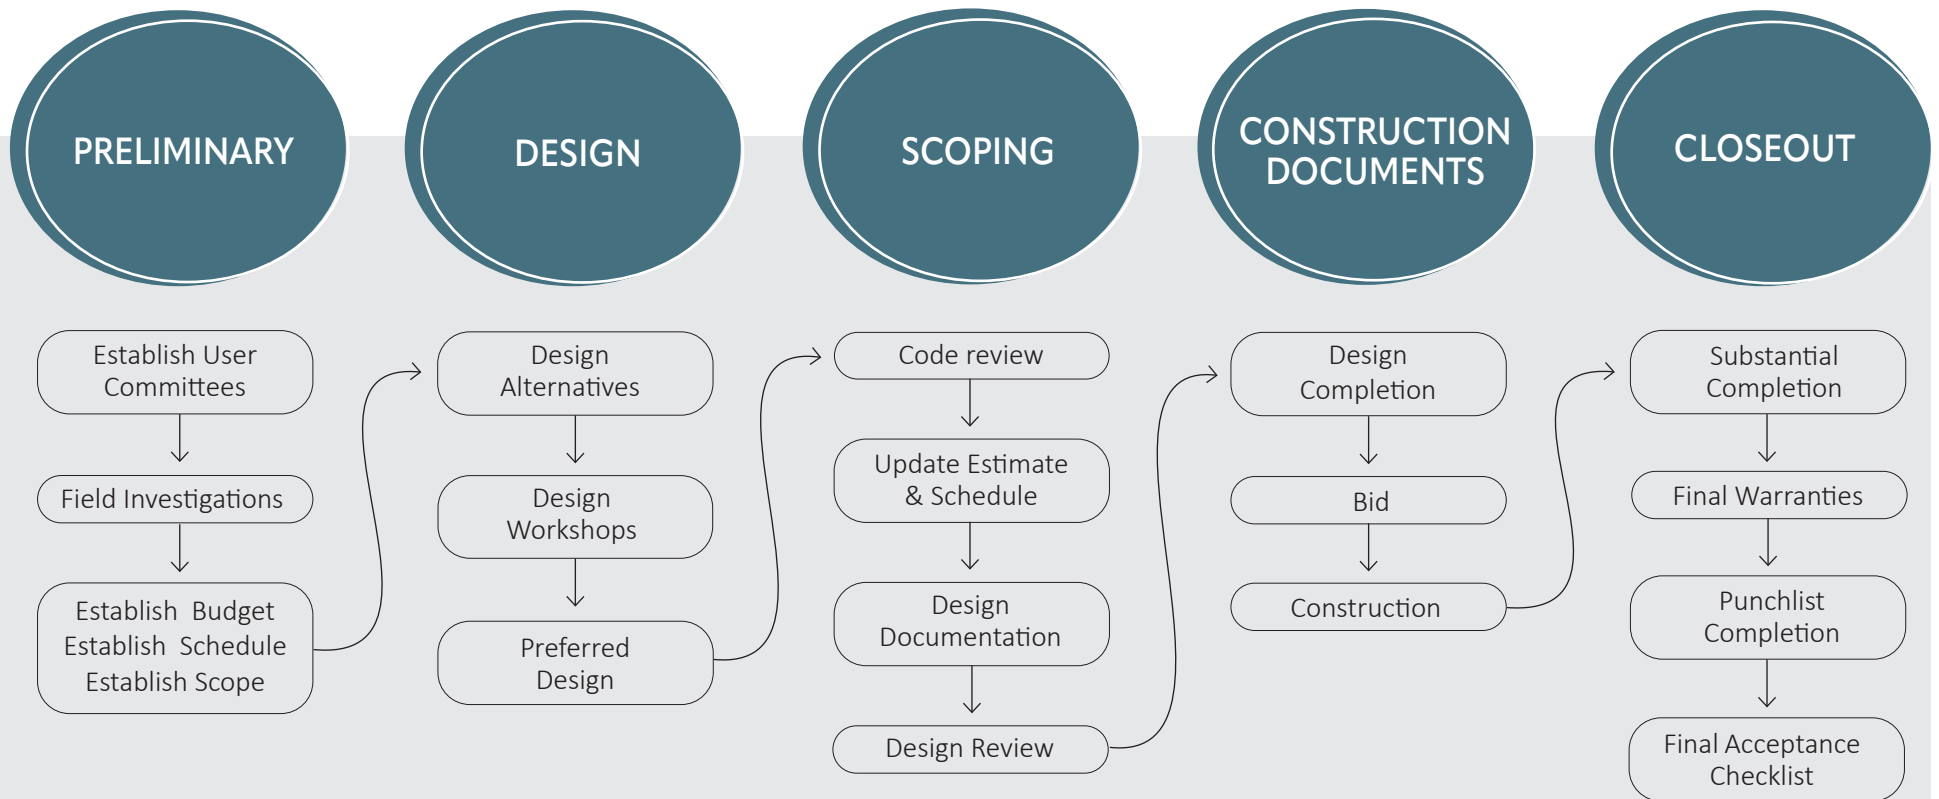 PRELIMINARY
Establish User
Committees
Field Investigations
Establish Budget
Establish Schedule
Establish Scope
DESIGN
Design
Alternatives
Design
Workshops
Preferred
Design
SCOPING
Code review
Update Estimate
& Schedule
Design
Documentation
Design Review
CONSTRUCTION
DOCUMENTS
Design
Completion
Bid
Construction
CLOSEOUT
Substantial
Completion
Final Warranties
Punchlist
Completion
Final Acceptance
Checklist